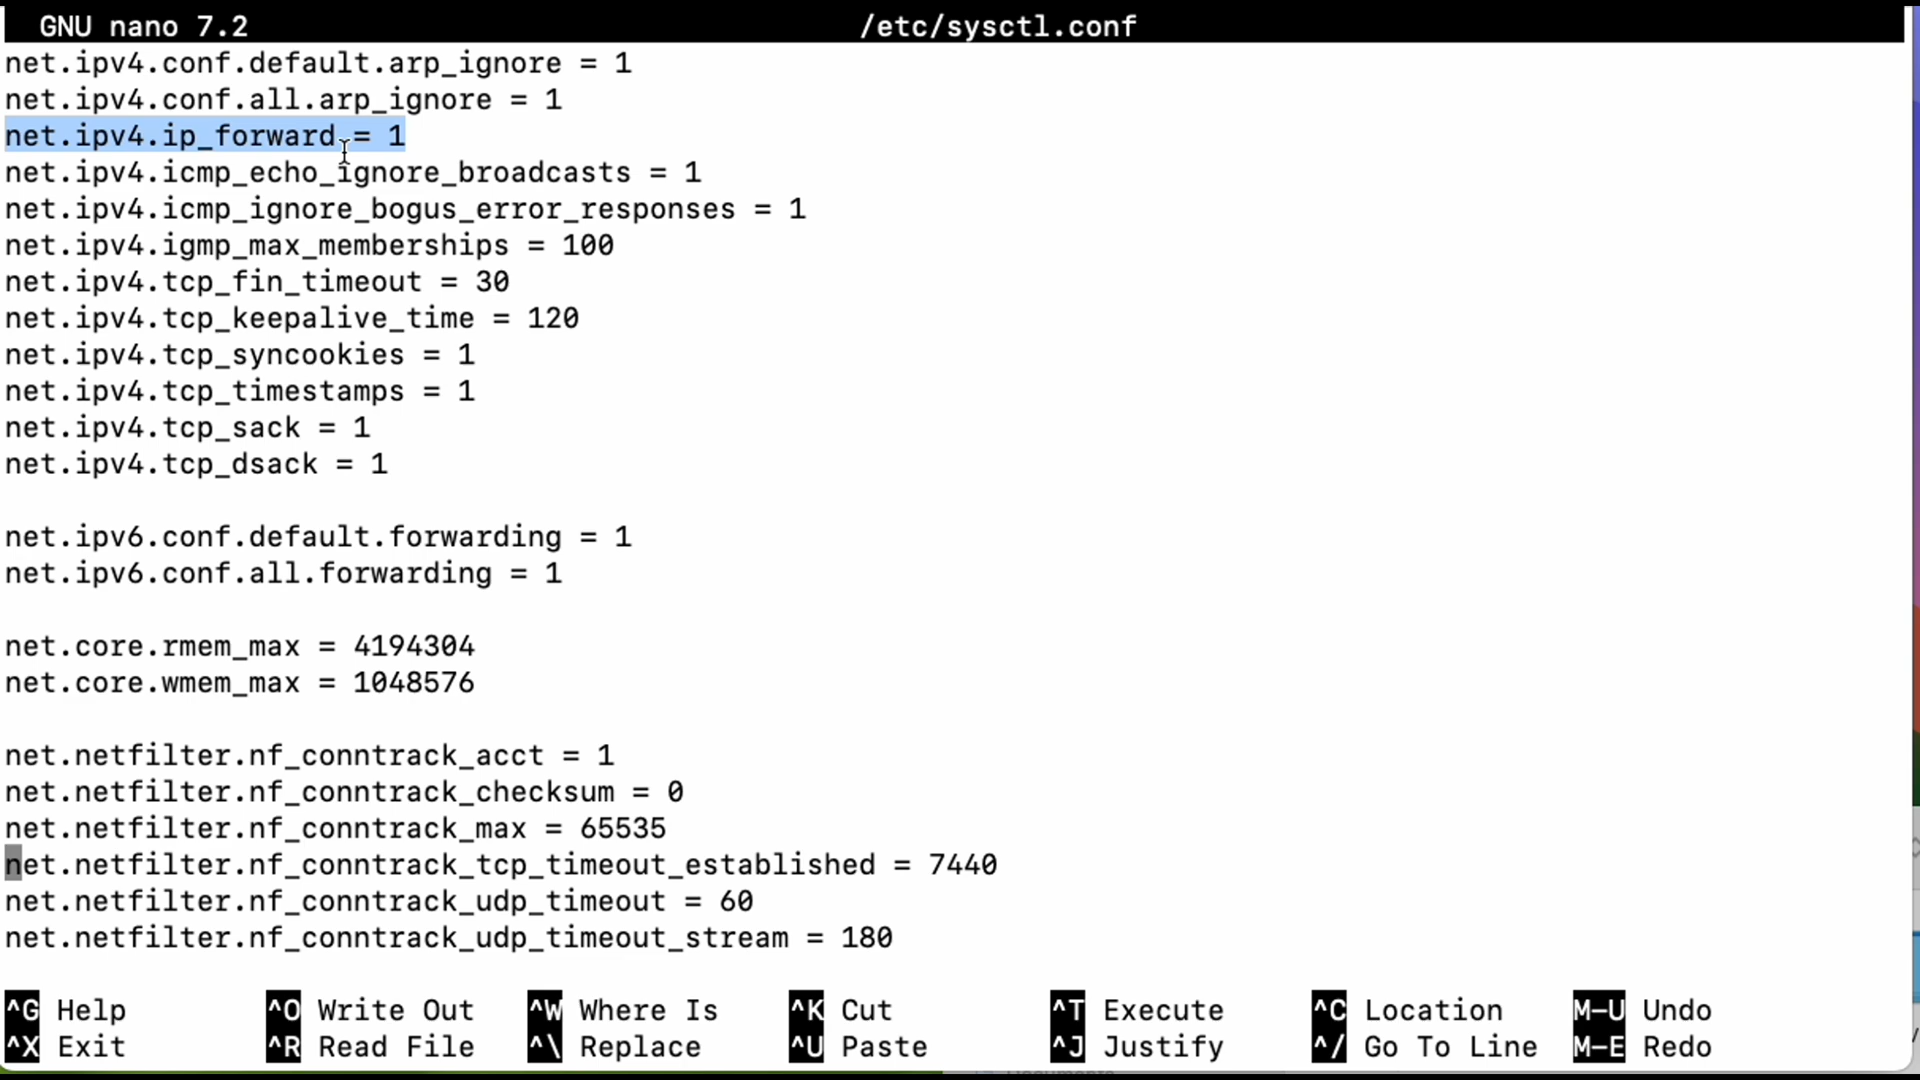 GNU nano 7.2 /etc/sysctl.conf
net.ipv4.conf.default.arp_ignore = 1
net.ipv4.conf.all.arp_ignore = 1
net.ipv4.ip_forward = 1
net.ipv4.icmp_echo_ignore_broadcasts = 1
net.ipv4.icmp_ignore_bogus_error_responses = 1
net.ipv4.igmp_max_memberships = 100
net.ipv4.tcp_fin_timeout = 30
net.ipv4.tcp_keepalive_time = 120
net.ipv4.tcp_syncookies = 1
net.ipv4.tcp_timestamps = 1
net.ipv4.tcp_sack = 1
net.ipv4.tcp_dsack = 1
net.ipv6.conf.default.forwarding = 1
net.ipv6.conf.all.forwarding = 1
net.core.rmem_max = 4194304
net.core.wmem_max = 1048576
net.netfilter.nf_conntrack_acct = 1
net.netfilter.nf_conntrack_checksum = 0
net.netfilter.nf_conntrack_max = 65535
net.netfilter.nf_conntrack_tcp_timeout_established = 7440
net.netfilter.nf_conntrack_udp_timeout = 60
net.netfilter.nf_conntrack_udp_timeout_stream = 180
^G Help ^O Write Out ^W Where Is ^K Cut ^T Execute ^C Location M-U Undo
^X Exit ^R Read File ^\ Replace ^U Paste ^J Justify ^/ Go To Line M-E Redo